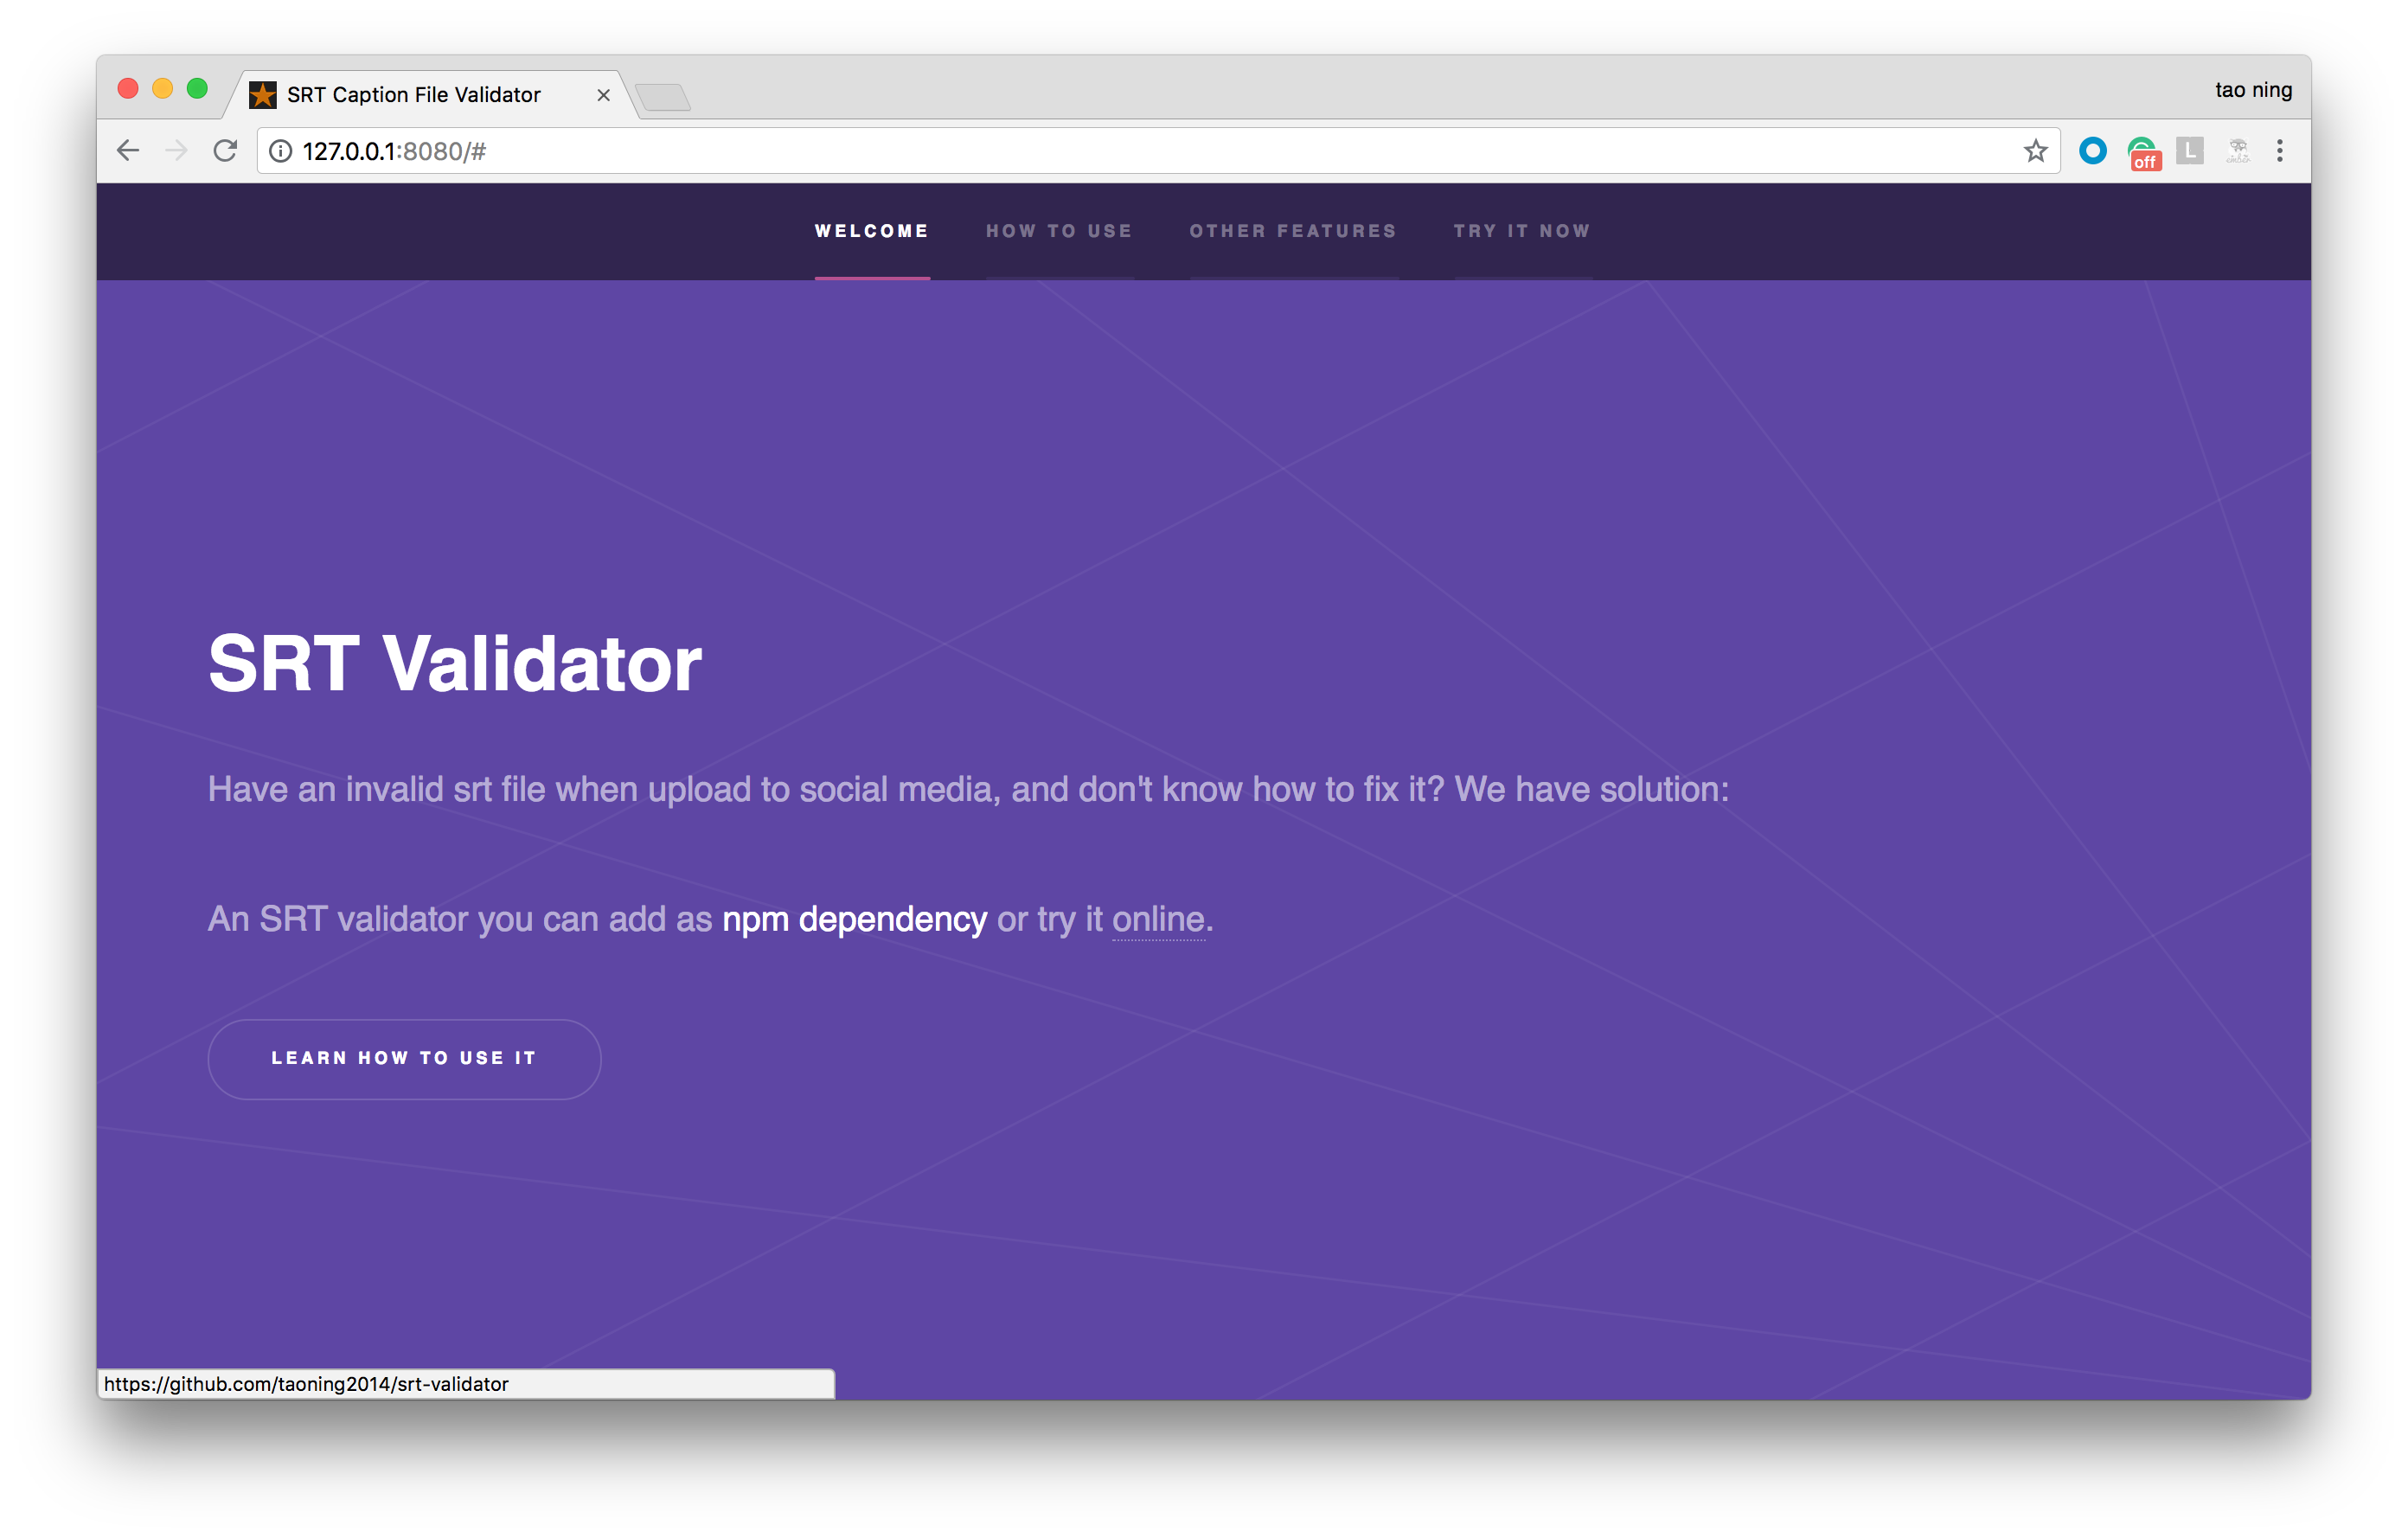 SRT Caption File Validator
tao ning
127.0.0.1:8080/#
off
L
WELCOME HOW TO USE OTHER FEATURES TRY IT NOW
SRT Validator
Have an invalid srt file when upload to social media, and don't know how to fix it? We have solution:
An SRT validator you can add as npm dependency or try it online.
LEARN HOW TO USE IT
https://github.com/taoning2014/srt-validator